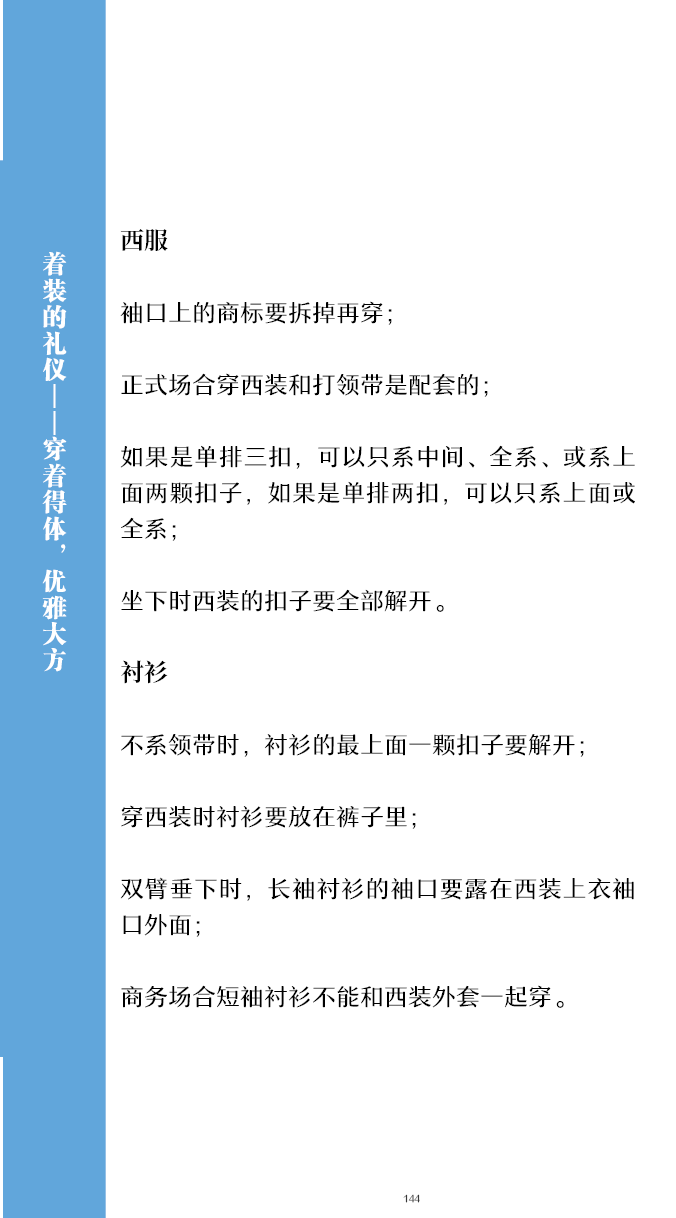 着装的礼仪——穿着得体，优雅大方
西服
袖口上的商标要拆掉再穿；
正式场合穿西装和打领带是配套的；
如果是单排三扣，可以只系中间、全系、或系上
面两颗扣子，如果是单排两扣，可以只系上面或
全系；
坐下时西装的扣子要全部解开。
衬衫
不系领带时，衬衫的最上面一颗扣子要解开；
穿西装时衬衫要放在裤子里；
双臂垂下时，长袖衬衫的袖口要露在西装上衣袖
口外面；
商务场合短袖衬衫不能和西装外套一起穿。
144